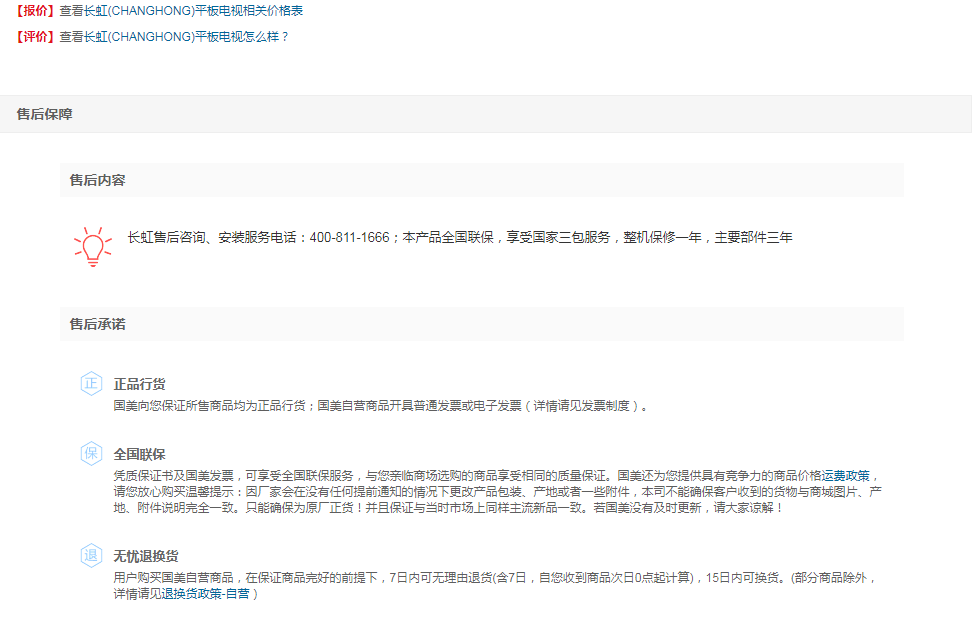 【报价】查看长虹(CHANGHONG)平板电视相关价格表
【评价】查看长虹(CHANGHONG)平板电视怎么样？
售后保障
售后内容
长虹售后咨询、安装服务电话：400-811-1666；本产品全国联保，享受国家三包服务，整机保修一年，主要部件三年
售后承诺
正 正品行货
国美向您保证所售商品均为正品行货；国美自营商品开具普通发票或电子发票（详情请见发票制度）。
保 全国联保
凭质保证书及国美发票，可享受全国联保服务，与您亲临商场选购的商品享受相同的质量保证。国美还为您提供具有竞争力的商品价格运费政策，
请您放心购买温馨提示：因厂家会在没有任何提前通知的情况下更改产品包装、产地或者一些附件，本司不能确保客户收到的货物与商城图片、产
地、附件说明完全一致。只能确保为原厂正货！并且保证与当时市场上同样主流新品一致。若国美没有及时更新，请大家谅解！
退 无忧退换货
用户购买国美自营商品，在保证商品完好的前提下，7日内可无理由退货(含7日，自您收到商品次日0点起计算)，15日内可换货。(部分商品除外，
详情请见退换货政策-自营）